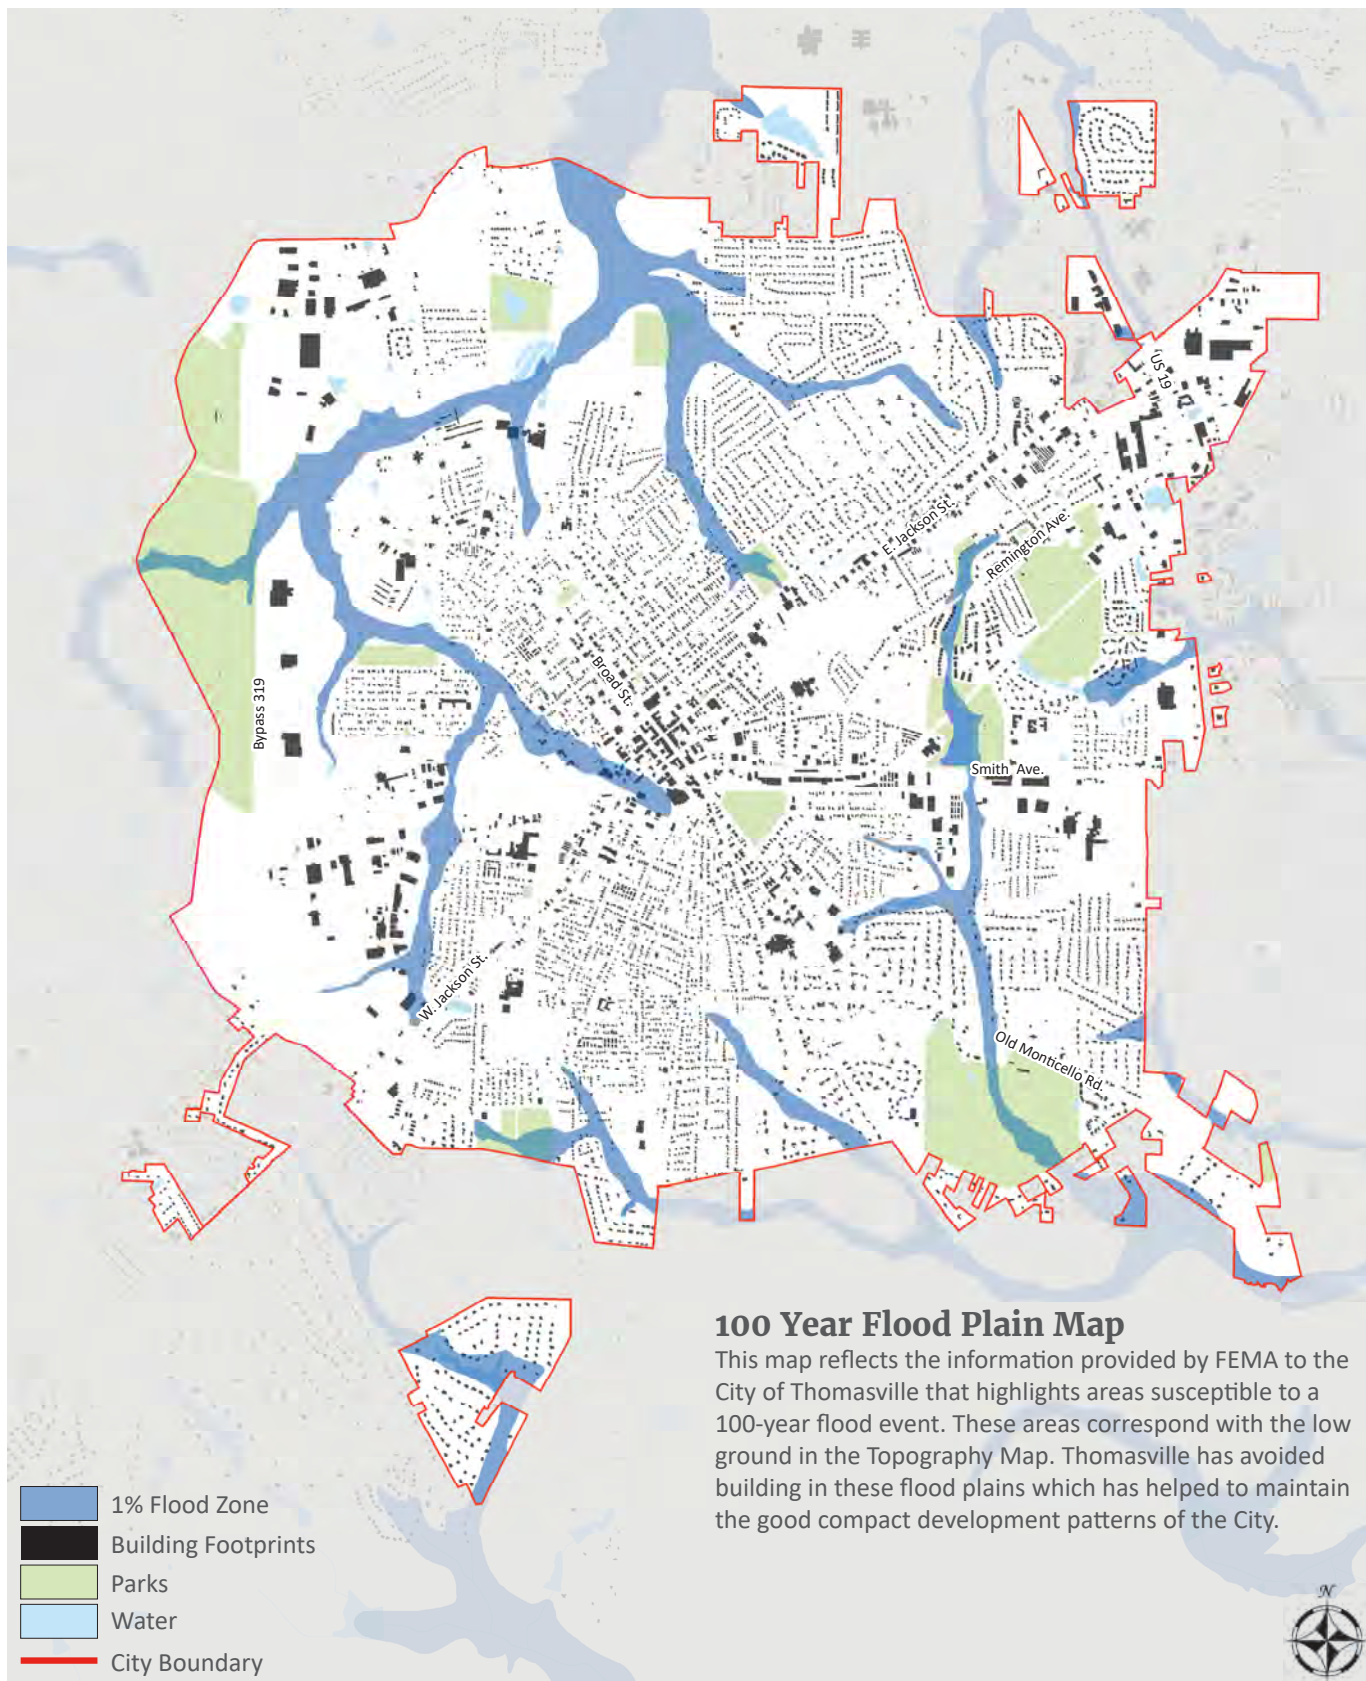 US 19
E. Jackson St.
Remington Ave.
Broad St.
Bypass 319
Smith Ave.
W. Jackson St.
Old Monticello Rd.
100 Year Flood Plain Map
This map reflects the information provided by FEMA to the
City of Thomasville that highlights areas susceptible to a
100-year flood event. These areas correspond with the low
ground in the Topography Map. Thomasville has avoided
building in these flood plains which has helped to maintain
the good compact development patterns of the City.
1% Flood Zone
Building Footprints
Parks
Water
City Boundary
N